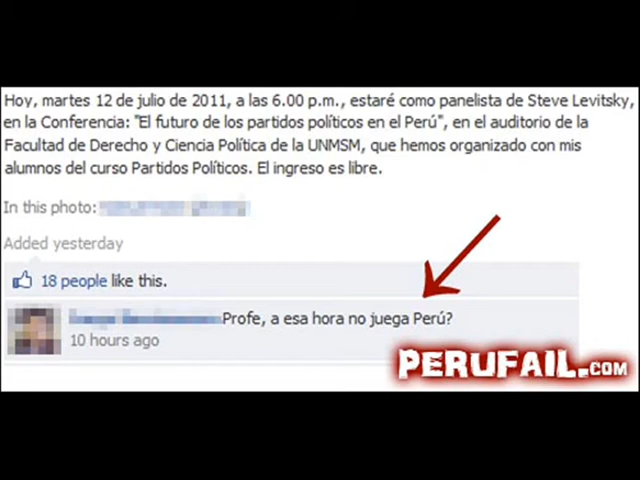 Hoy, martes 12 de julio de 2011, a las 6.00 p.m., estaré como panelista de Steve Levitsky,
en la Conferencia: "El futuro de los partidos políticos en el Perú", en el auditorio de la
Facultad de Derecho y Ciencia Política de la UNMSM, que hemos organizado con mis
alumnos del curso Partidos Políticos. El ingreso es libre.
In this photo:
Added yesterday
18 people like this.
Profe, a esa hora no juega Perú?
10 hours ago
PERUFAIL.COM